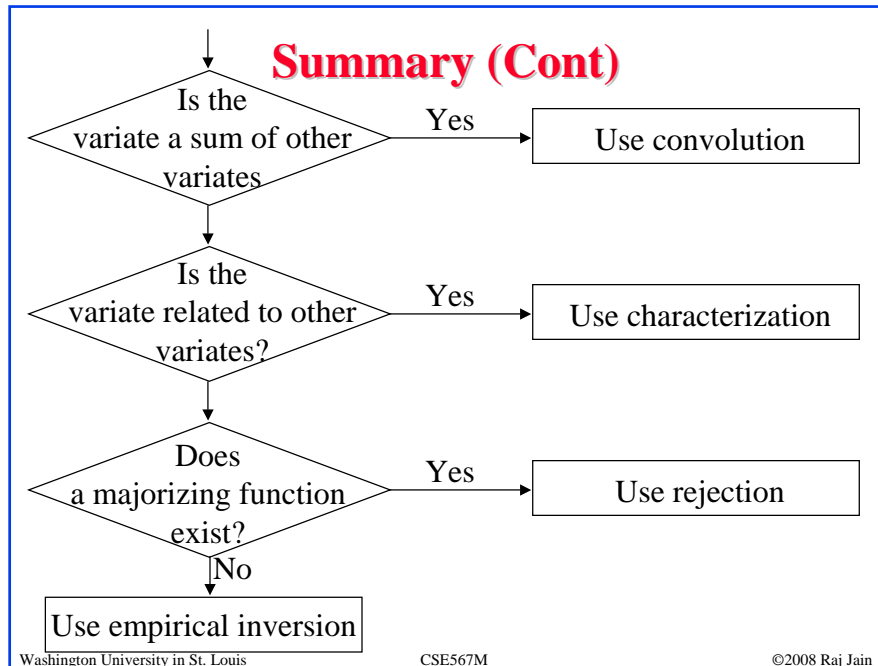 Summary (Cont)
Is the
variate a sum of other
variates
Yes
Use convolution
Is the
variate related to other
variates?
Yes
Use characterization
Does
a majorizing function
exist?
Yes
Use rejection
No
Use empirical inversion
Washington University in St. Louis
CSE567M
©2008 Raj Jain